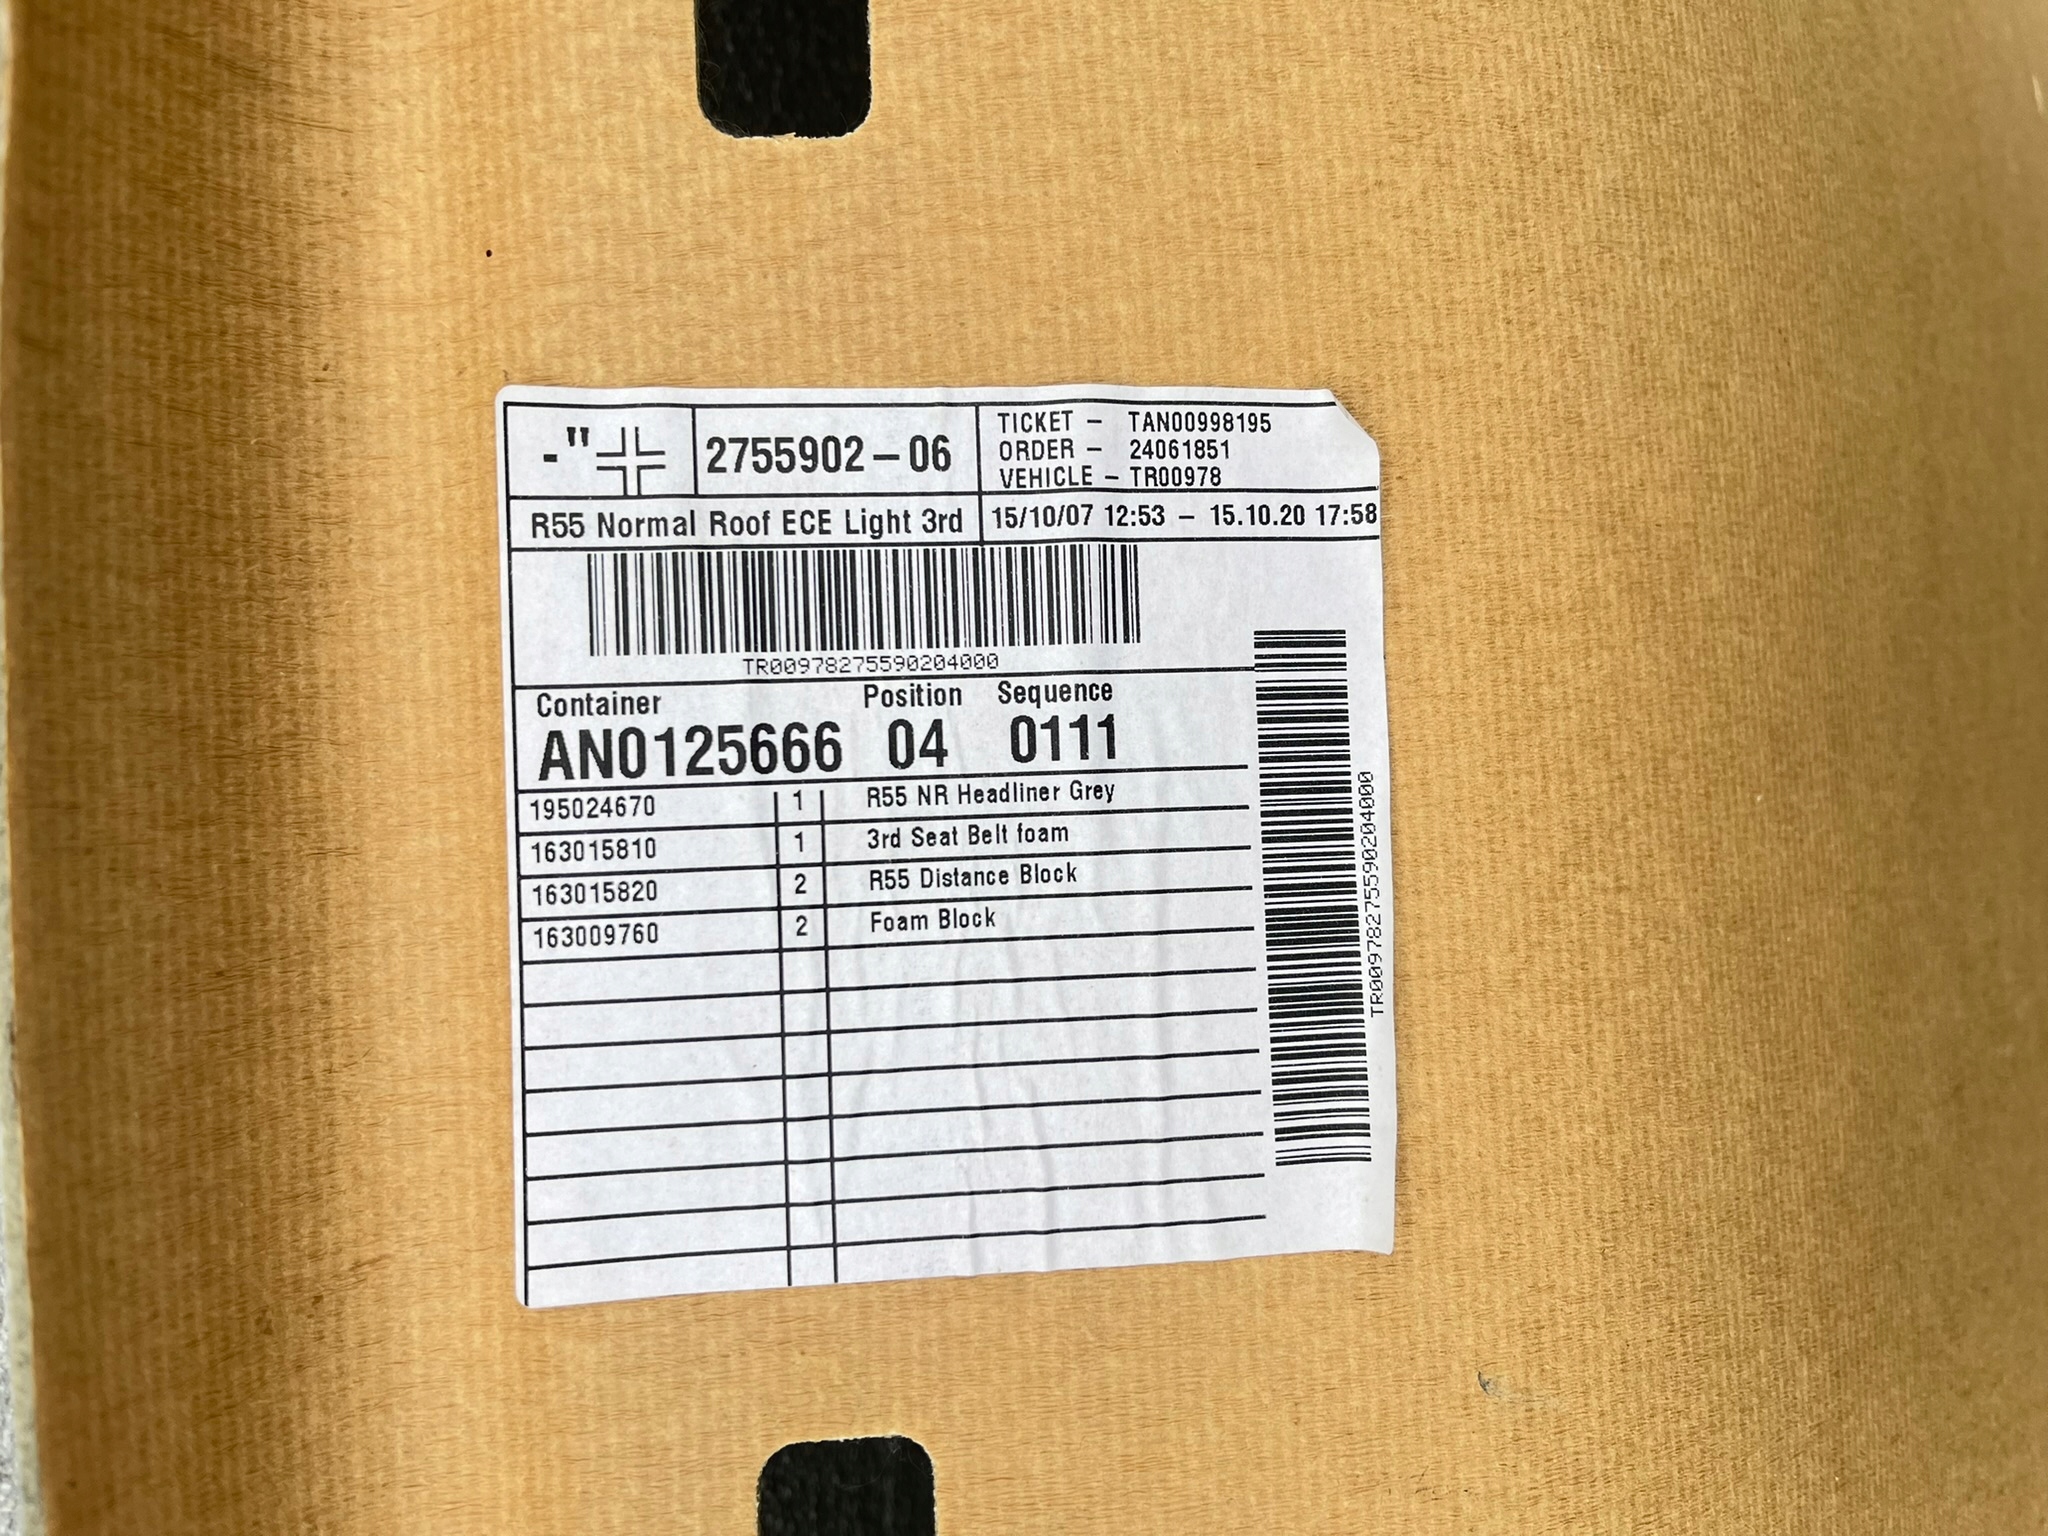 -"
2755902-06
TICKET - TAN00998195
ORDER - 24061851
VEHICLE - TR00978
R55 Normal Roof ECE Light 3rd
15/10/07 12:53 - 15.10.20 17:58
TR00978275590204000
Container Position Sequence
AN0125666 04 0111
195024670 1 R55 NR Headliner Grey
163015810 1 3rd Seat Belt foam
163015820 2 R55 Distance Block
163009760 2 Foam Block
TR00978275590204000